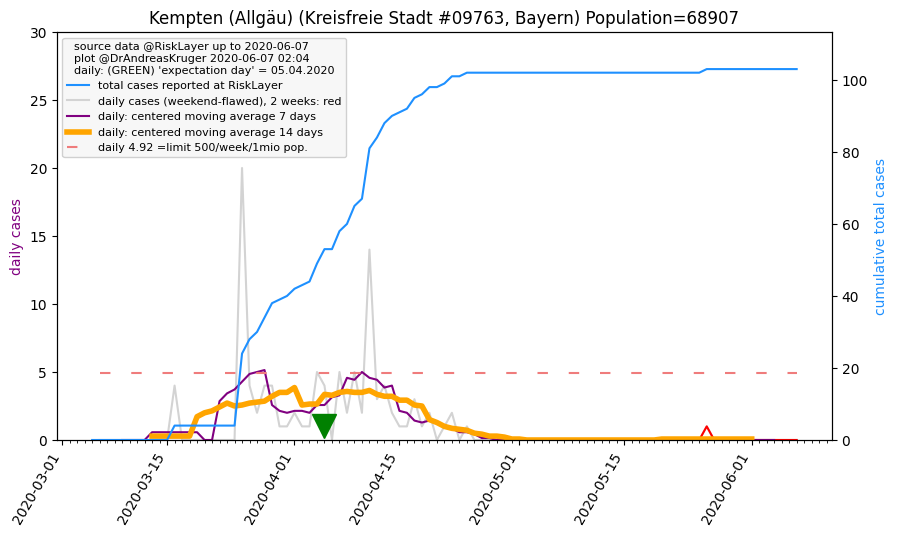 Kempten (Allgäu) (Kreisfreie Stadt #09763, Bayern) Population=68907
source data @RiskLayer up to 2020-06-07
plot @DrAndreasKruger 2020-06-07 02:04
daily: (GREEN) 'expectation day' = 05.04.2020
total cases reported at RiskLayer
daily cases (weekend-flawed), 2 weeks: red
daily: centered moving average 7 days
daily: centered moving average 14 days
daily 4.92 =limit 500/week/1mio pop.
daily cases
30
25
20
15
10
5
0
cumulative total cases
100
80
60
40
20
0
2020-03-01
2020-03-15
2020-04-01
2020-04-15
2020-05-01
2020-05-15
2020-06-01